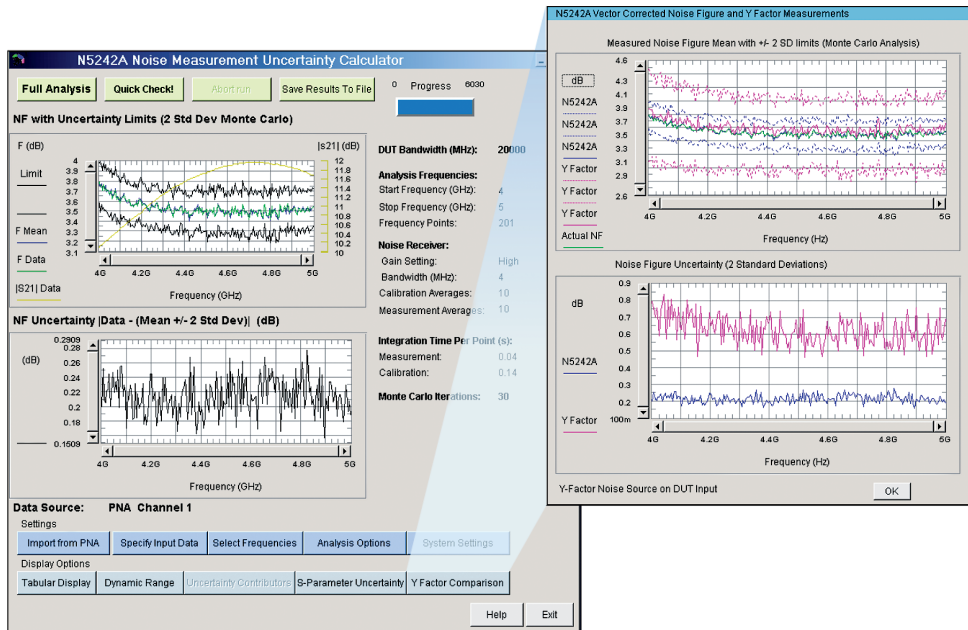 N5242A Noise Measurement Uncertainty Calculator
Full Analysis
Quick Check!
Abort run
Save Results To File
0 Progress 6030
NF with Uncertainty Limits (2 Std Dev Monte Carlo)
F (dB)
|s21| (dB)
Limit
F Mean
F Data
|S21| Data
3.9
3.8
3.7
3.6
3.5
3.4
3.3
3.2
3.1
12
11.8
11.6
11.4
11.2
11
10.8
10.6
10.4
10.2
10
4G 4.2G 4.4G 4.6G 4.8G 5G
Frequency (GHz)
NF Uncertainty |Data - (Mean +/- 2 Std Dev)| (dB)
(dB)
0.2909
0.28
0.26
0.24
0.22
0.2
0.18
0.1609
4G 4.2G 4.4G 4.6G 4.8G 5G
Frequency (GHz)
DUT Bandwidth (MHz): 20000
Analysis Frequencies:
Start Frequency (GHz): 4
Stop Frequency (GHz): 5
Frequency Points: 201
Noise Receiver:
Gain Setting: High
Bandwidth (MHz): 4
Calibration Averages: 10
Measurement Averages: 10
Integration Time Per Point (s):
Measurement: 0.04
Calibration: 0.14
Monte Carlo Iterations: 30
Data Source: PNA Channel 1
Settings
Import from PNA
Specify Input Data
Select Frequencies
Analysis Options
System Settings
Display Options
Tabular Display
Dynamic Range
Uncertainty Contributors
S-Parameter Uncertainty
Y Factor Comparison
Help
Exit
N5242A Vector Corrected Noise Figure and Y Factor Measurements
Measured Noise Figure Mean with +/- 2 SD limits (Monte Carlo Analysis)
dB
N5242A
N5242A
N5242A
Y Factor
Y Factor
Y Factor
Actual NF
4.6
4.3
4.1
3.9
3.7
3.5
3.3
3.1
2.9
2.6
4G 4.2G 4.4G 4.6G 4.8G 5G
Frequency (Hz)
Noise Figure Uncertainty (2 Standard Deviations)
dB
N5242A
Y Factor
0.9
0.8
0.7
0.6
0.5
0.4
0.3
0.2
100m
4G 4.2G 4.4G 4.6G 4.8G 5G
Frequency (Hz)
Y-Factor Noise Source on DUT Input
OK